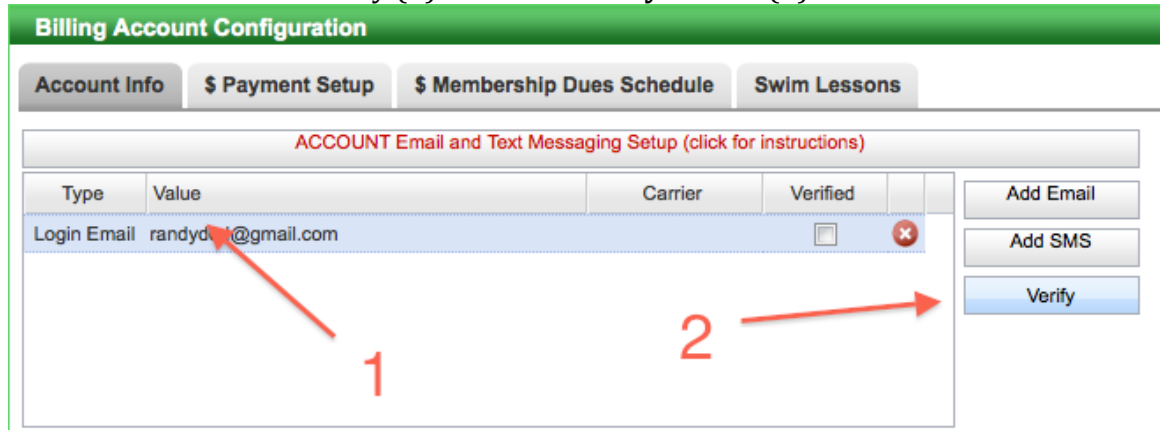 Billing Account Configuration
Account Info $ Payment Setup $ Membership Dues Schedule Swim Lessons
ACCOUNT Email and Text Messaging Setup (click for instructions)
Type Value Carrier Verified Add Email
Login Email Add SMS
Verify
1
2